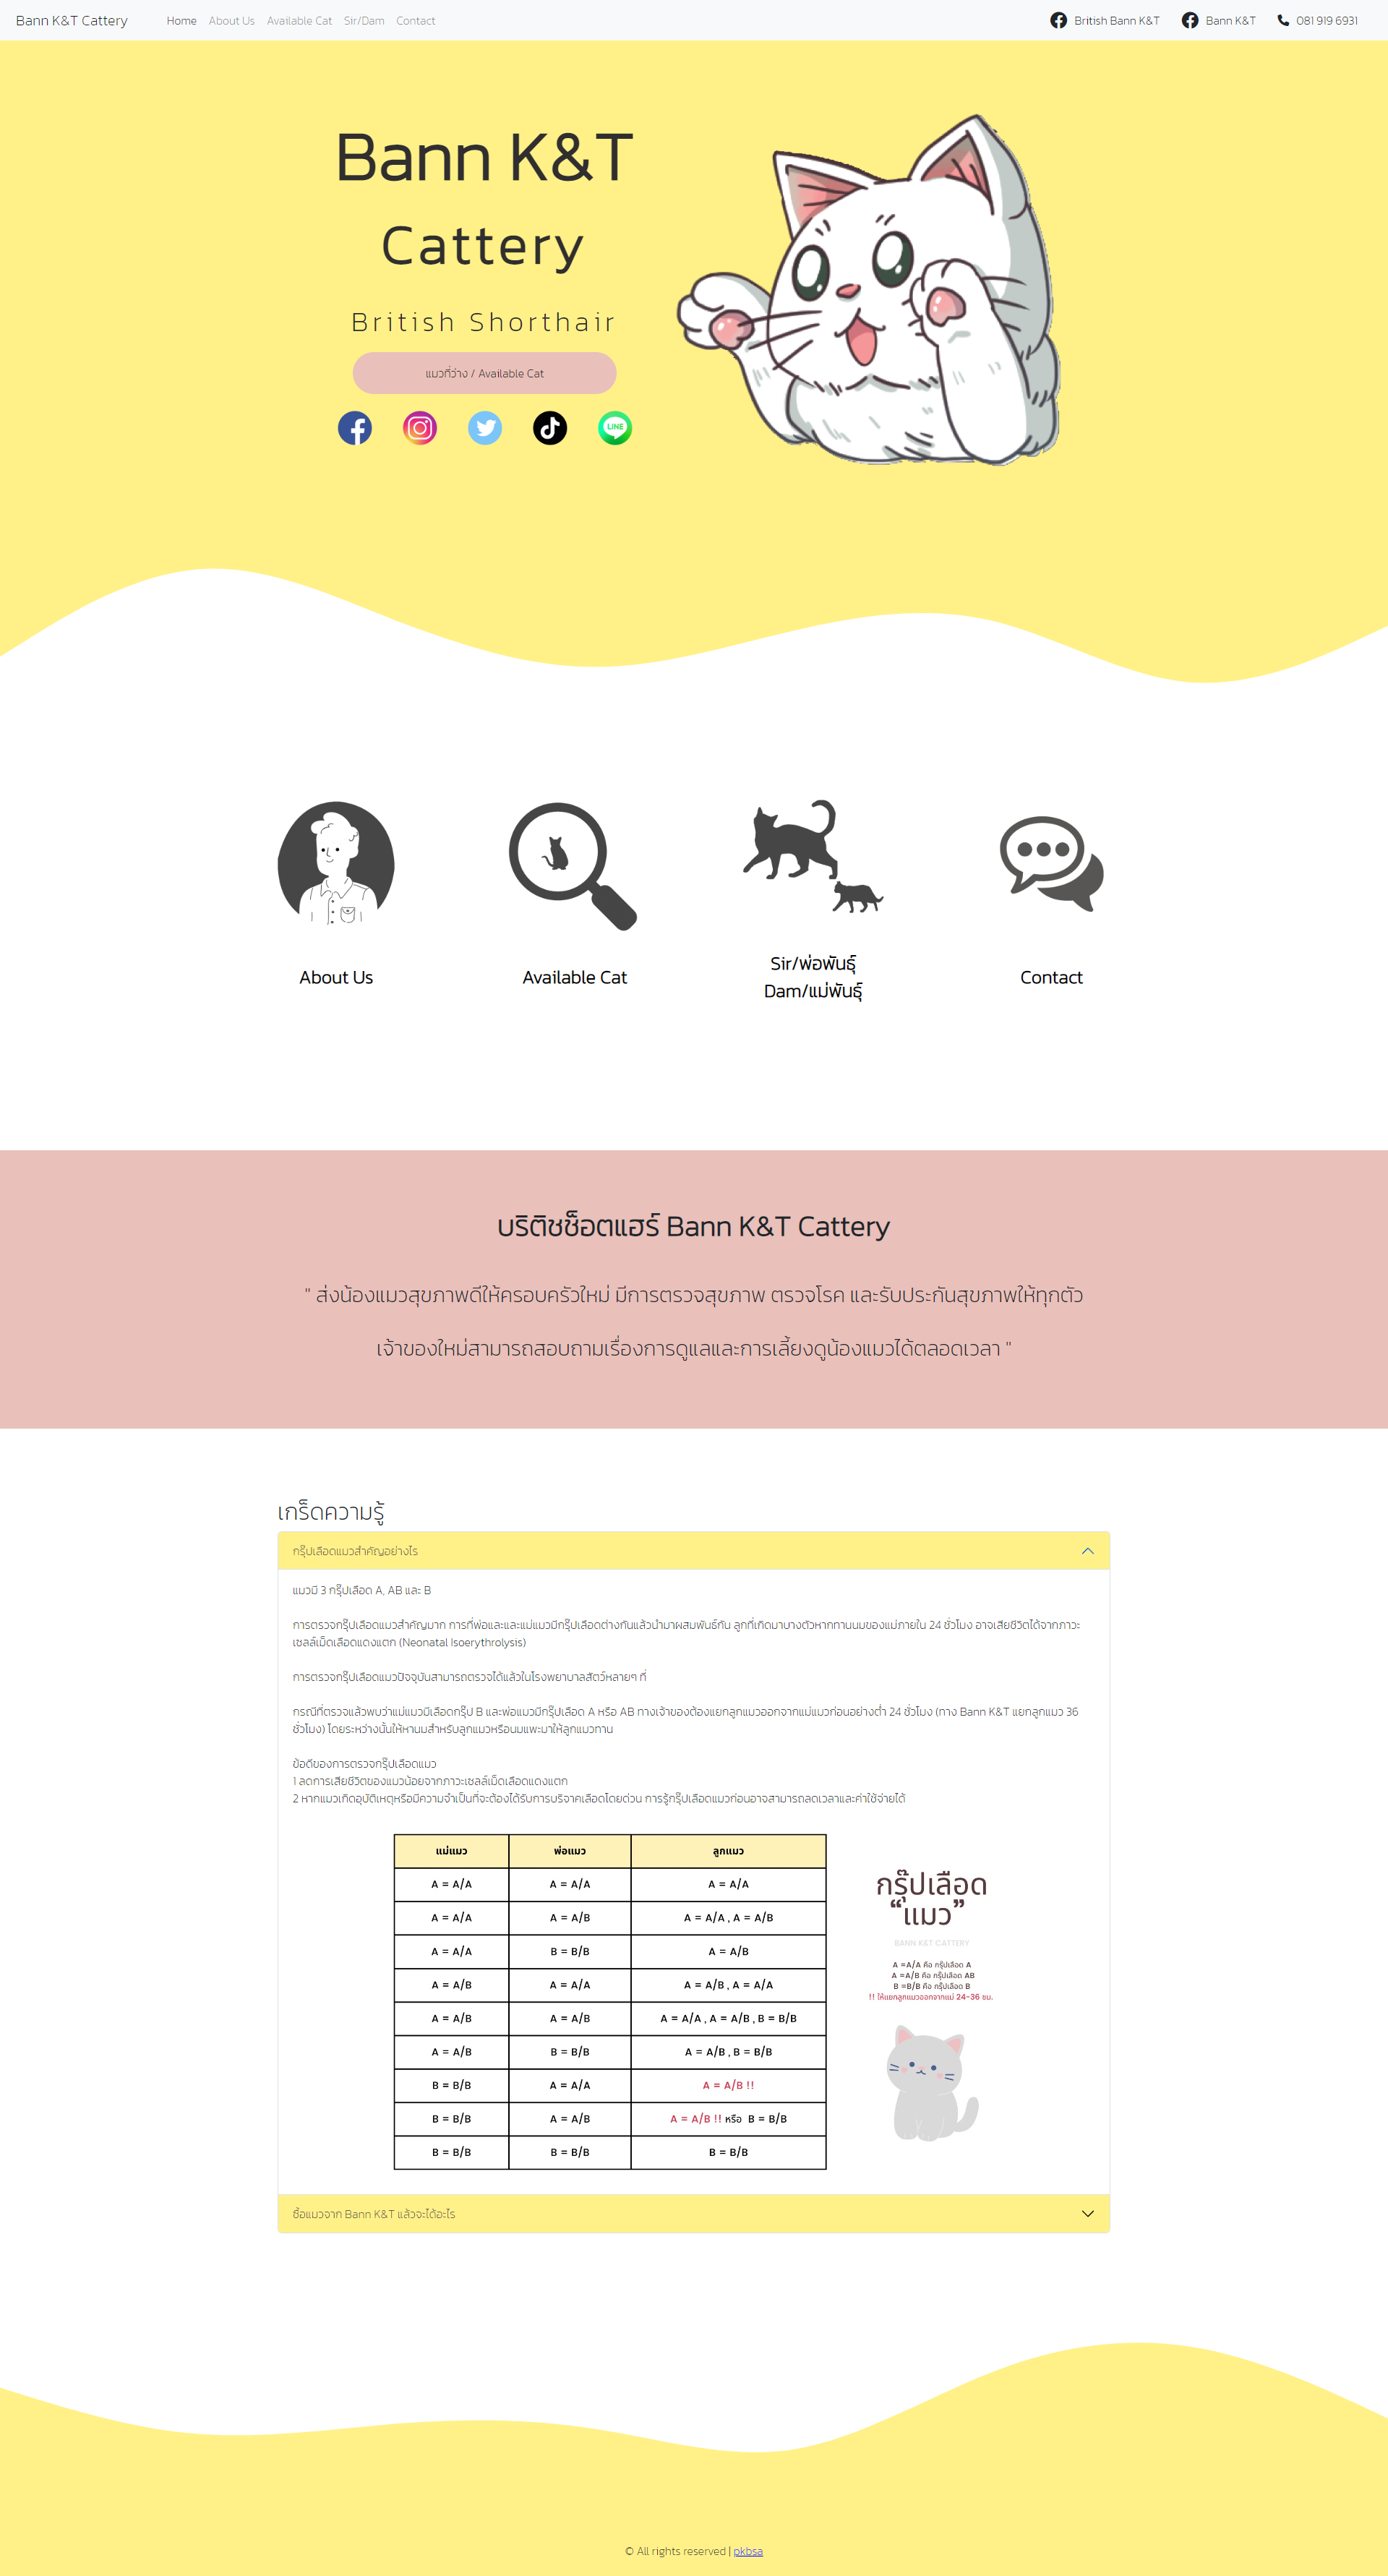 Bann K&T Cattery
Home About Us Available Cat Sir/Dam Contact
British Bann K&T Bann K&T 081 919 6931
Bann K&T
Cattery
British Shorthair
แมวที่ว่าง / Available Cat
LINE
About Us
Available Cat
Sir/พ่อพันธุ์
Dam/แม่พันธุ์
Contact
บริติชช็อตแฮร์ Bann K&T Cattery
" ส่งน้องแมวสุขภาพดีให้ครอบครัวใหม่ มีการตรวจสุขภาพ ตรวจโรค และรับประกันสุขภาพให้ทุกตัว
เจ้าของใหม่สามารถสอบถามเรื่องการดูแลและการเลี้ยงดูน้องแมวได้ตลอดเวลา "
เกร็ดความรู้
กรุ๊ปเลือดแมวสำคัญอย่างไร
แมวมี 3 กรุ๊ปเลือด A, AB และ B
การตรวจกรุ๊ปเลือดแมวสำคัญมาก การที่พ่อและและแม่แมวมีกรุ๊ปเลือดต่างกันแล้วนำมาผสมพันธ์กัน ลูกที่เกิดมาบางตัวหากทานนมของแม่ภายใน 24 ชั่วโมง อาจเสียชีวิตได้จากภาวะ
เซลล์เม็ดเลือดแดงแตก (Neonatal Isoerythrolysis)
การตรวจกรุ๊ปเลือดแมวปัจจุบันสามารถตรวจได้แล้วในโรงพยาบาลสัตว์หลายๆ ที่
กรณีที่ตรวจแล้วพบว่าแม่แมวมีเลือดกรุ๊ป B และพ่อแมวมีกรุ๊ปเลือด A หรือ AB ทางเจ้าของต้องแยกลูกแมวออกจากแม่แมวก่อนอย่างต่ำ 24 ชั่วโมง (ทาง Bann K&T แยกลูกแมว 36
ชั่วโมง) โดยระหว่างนั้นให้หานมสำหรับลูกแมวหรือนมแพะมาให้ลูกแมวทาน
ข้อดีของการตรวจกรุ๊ปเลือดแมว
1 ลดการเสียชีวิตของแมวน้อยจากภาวะเซลล์เม็ดเลือดแดงแตก
2 หากแมวเกิดอุบัติเหตุหรือมีความจำเป็นที่จะต้องได้รับการบริจาคเลือดโดยด่วน การรู้กรุ๊ปเลือดแมวก่อนอาจสามารถลดเวลาและค่าใช้จ่ายได้
แม่แมว พ่อแมว ลูกแมว
A = A/A A = A/A A = A/A
A = A/A A = A/B A = A/A , A = A/B
A = A/A B = B/B A = A/B
A = A/B A = A/A A = A/B , A = A/A
A = A/B A = A/B A = A/A , A = A/B , B = B/B
A = A/B B = B/B A = A/B , B = B/B
B = B/B A = A/A A = A/B !!
B = B/B A = A/B A = A/B !! หรือ B = B/B
B = B/B B = B/B B = B/B
กรุ๊ปเลือด
“แมว”
BANN K&T CATTERY
A =A/A คือ กรุ๊ปเลือด A
A =A/B คือ กรุ๊ปเลือด AB
B =B/B คือ กรุ๊ปเลือด B
!! ให้แยกลูกแมวออกจากแม่ 24-36 ชม.
ซื้อแมวจาก Bann K&T แล้วจะได้อะไร
© All rights reserved | pkbsa